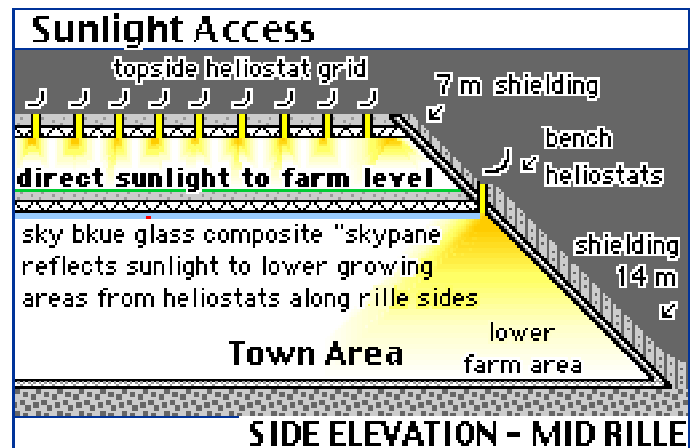 Sunlight Access
topside heliostat grid
7 m shielding
bench
heliostats
direct sunlight to farm level
sky bkue glass composite "skypane
reflects sunlight to lower growing
areas from heliostats along rille sides
shielding
14 m
lower
farm area
Town Area
SIDE ELEVATION - MID RILLE